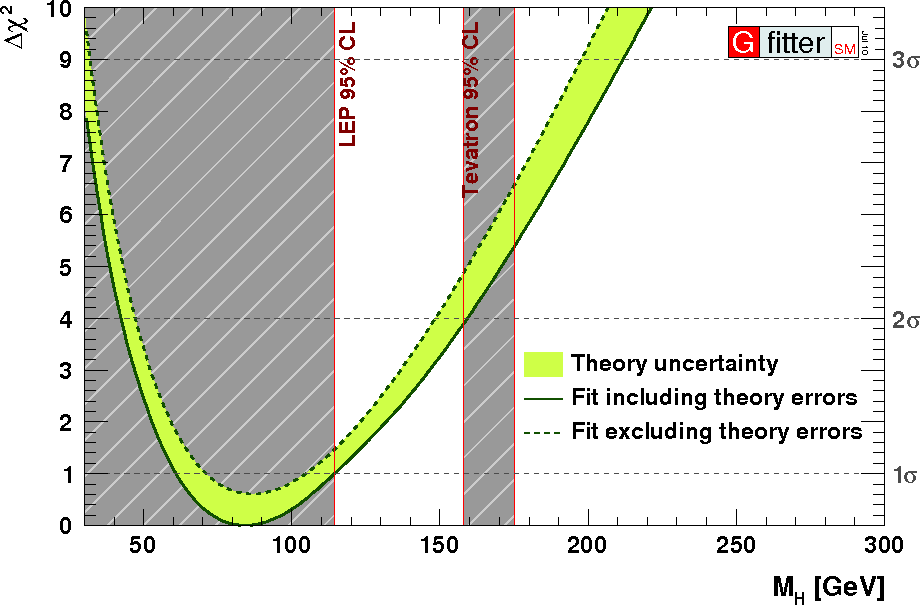 Δχ²
10
9
8
7
6
5
4
3
2
1
0
LEP 95% CL
Tevatron 95% CL
G fitter SM
3σ
2σ
1σ
Theory uncertainty
Fit including theory errors
Fit excluding theory errors
50
100
150
200
250
300
M_H [GeV]